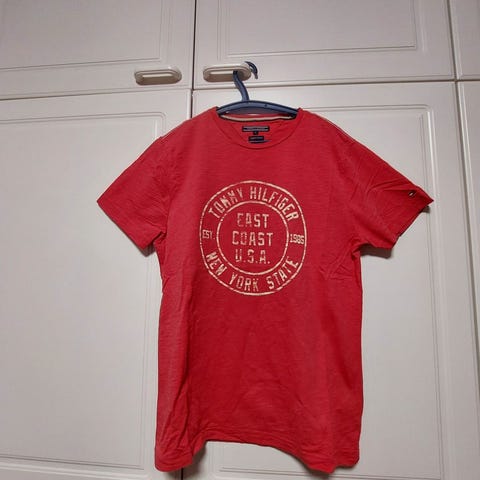 TOMMY HILFIGER
EST.
EAST
COAST
U.S.A.
1985
NEW YORK STATE